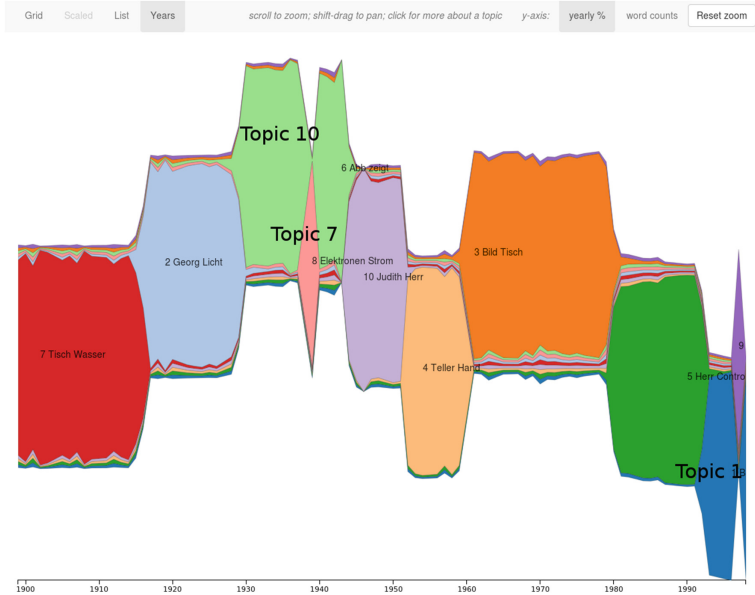 Grid Scaled List Years scroll to zoom; shift-drag to pan; click for more about a topic y-axis: yearly % word counts Reset zoom
Topic 10
6 Abb zeigt
Topic 7
2 Georg Licht
8 Elektronen Strom
3 Bild Tisch
10 Judith Herr
9
7 Tisch Wasser
4 Teller Hand
5 Herr Contro
Topic 1
1900 1910 1920 1930 1940 1950 1960 1970 1980 1990